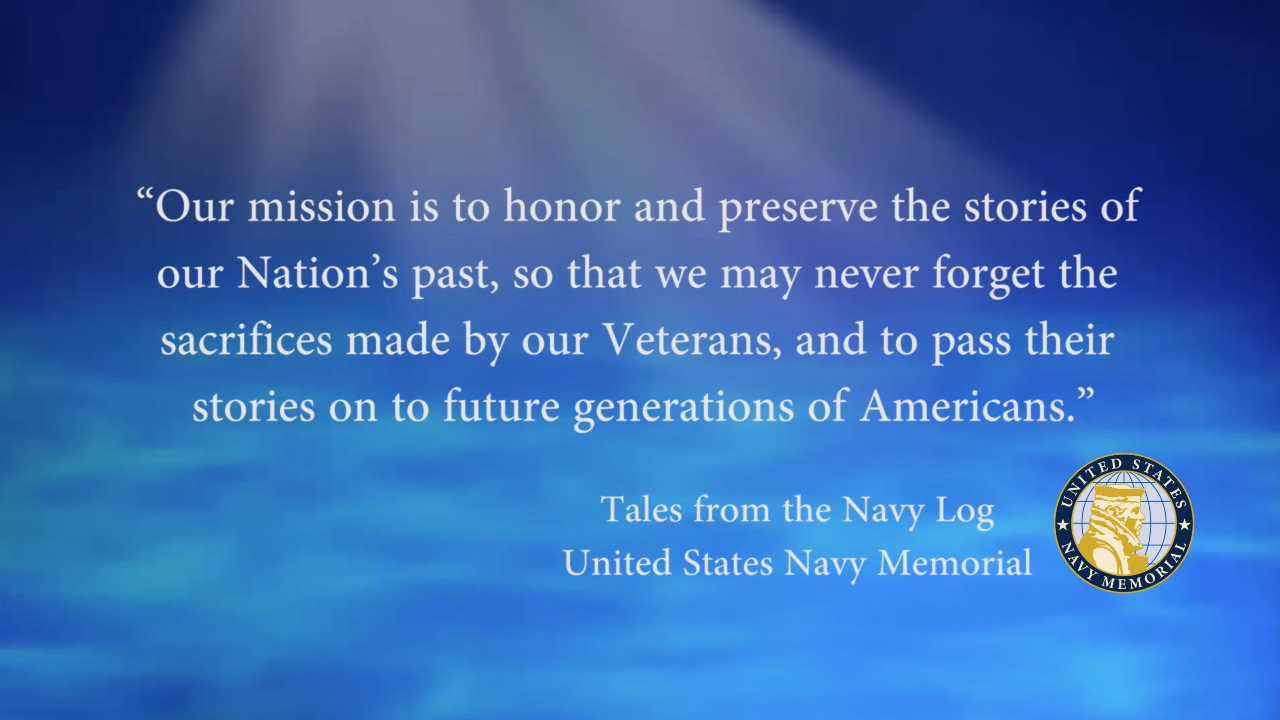 “Our mission is to honor and preserve the stories of
our Nation’s past, so that we may never forget the
sacrifices made by our Veterans, and to pass their
stories on to future generations of Americans.”
Tales from the Navy Log
United States Navy Memorial
UNITED STATES
NAVY MEMORIAL